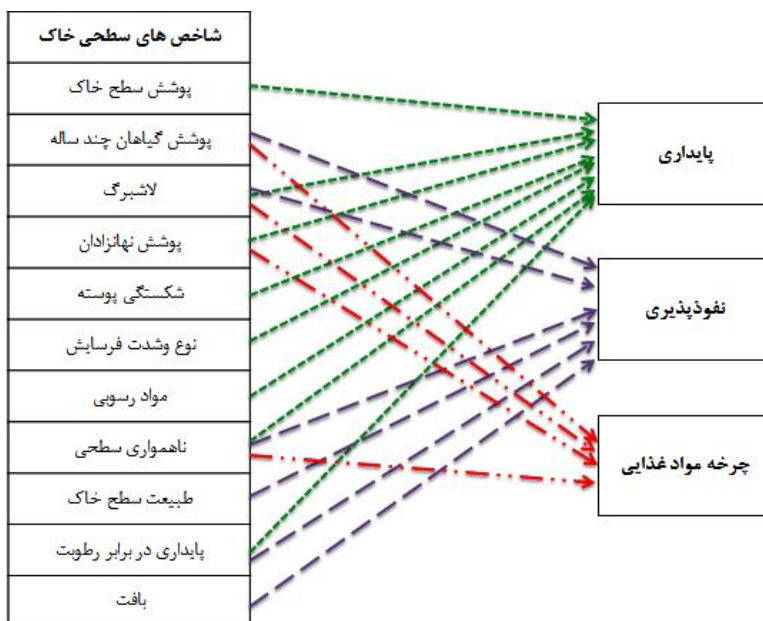 شاخص های سطحی خاک
پوشش سطح خاک
پوشش گیاهان چند ساله
لاشبرگ
پوشش نهانزادان
شکستگی پوسته
نوع وشدت فرسایش
مواد رسوبی
ناهمواری سطحی
طبیعت سطح خاک
پایداری در برابر رطوبت
بافت
پایداری
نفوذپذیری
چرخه مواد غذایی